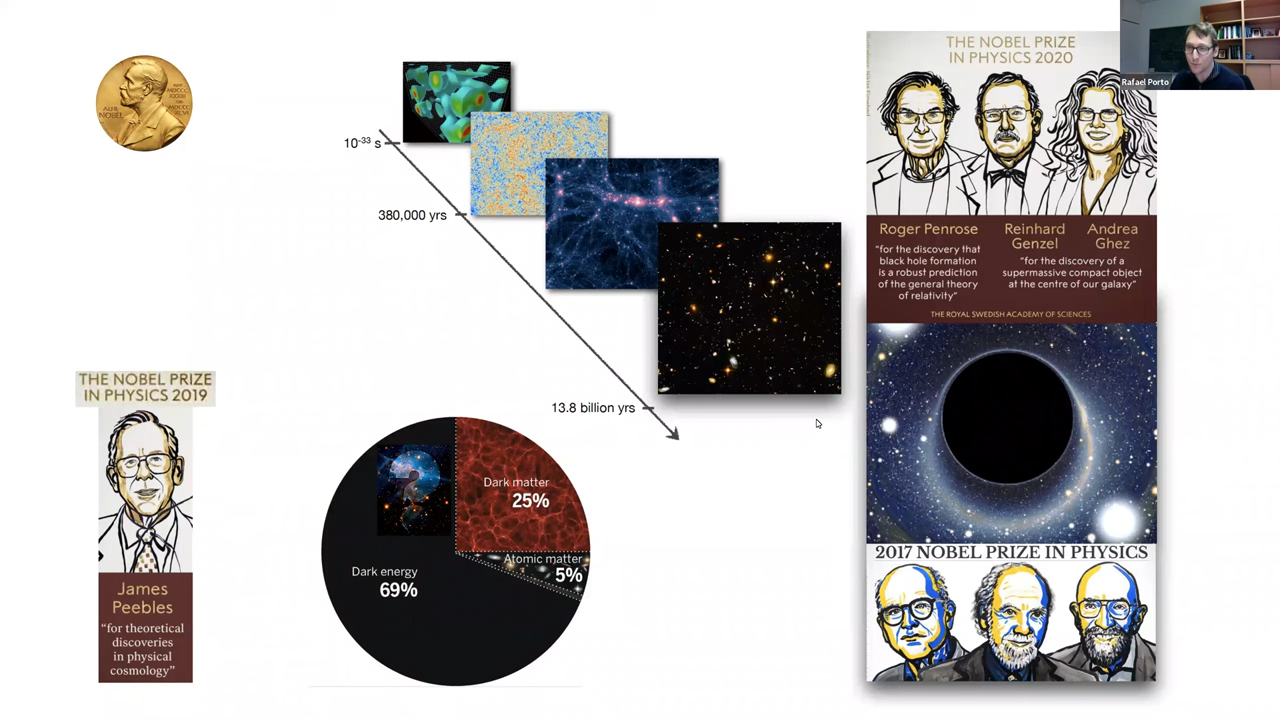 THE NOBEL PRIZE
IN PHYSICS 2020
Rafael Porto
10-33 s
380,000 yrs
13.8 billion yrs
Roger Penrose
"for the discovery that
black hole formation
is a robust prediction
of the general theory
of relativity"
Reinhard
Genzel
Andrea
Ghez
"for the discovery of a
supermassive compact object
at the centre of our galaxy"
THE ROYAL SWEDISH ACADEMY OF SCIENCES
THE NOBEL PRIZE
IN PHYSICS 2019
James
Peebles
"for theoretical
discoveries
in physical
cosmology"
Dark matter
25%
Atomic matter
5%
Dark energy
69%
2017 NOBEL PRIZE IN PHYSICS